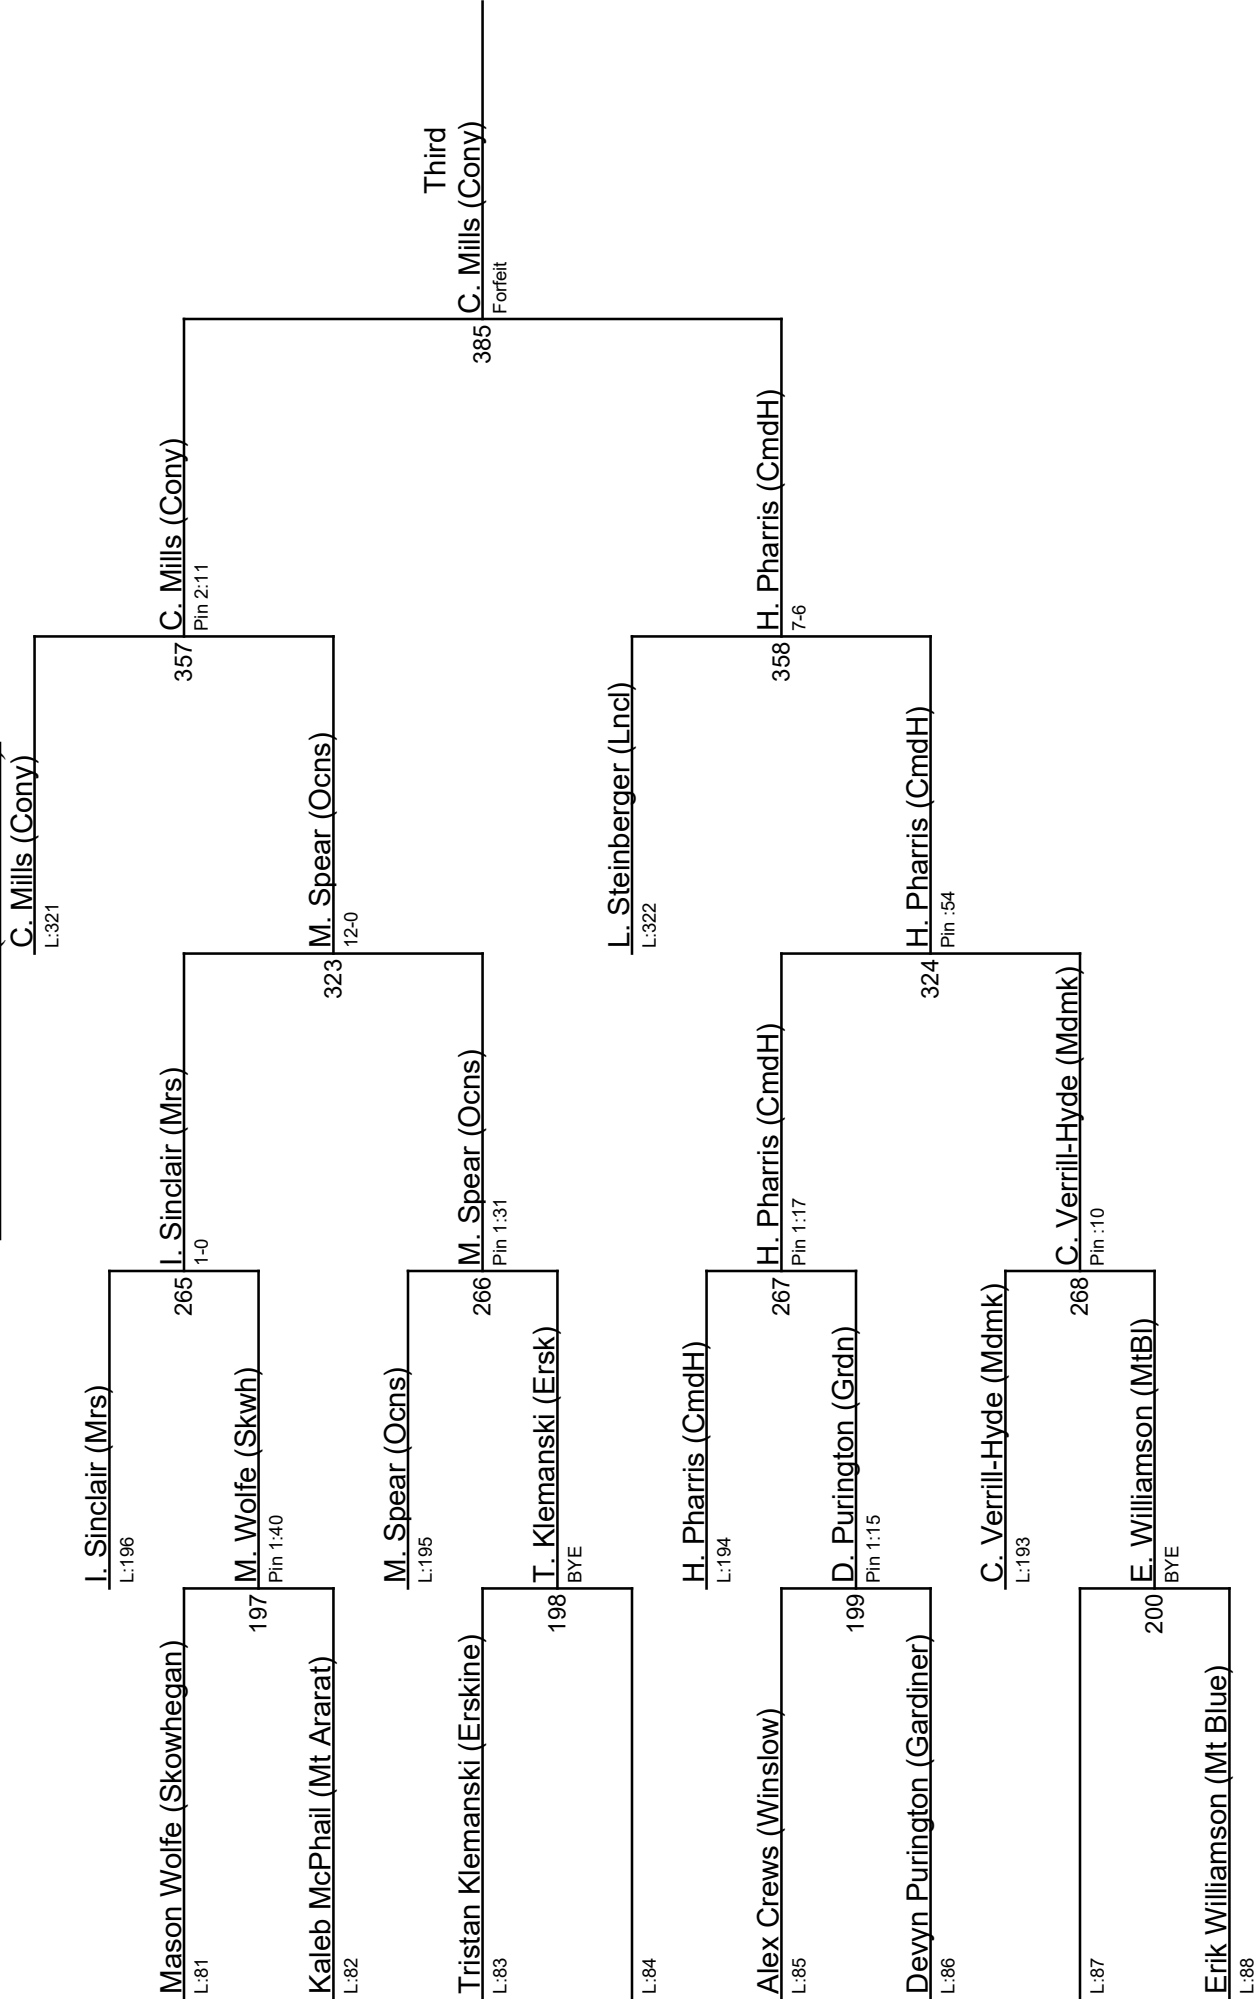 Mason Wolfe (Skowhegan)
L:81
Kaleb McPhail (Mt Ararat)
L:82
Tristan Klemanski (Erskine)
L:83
L:84
Alex Crews (Winslow)
L:85
Devyn Purington (Gardiner)
L:86
L:87
Erik Williamson (Mt Blue)
L:88
I. Sinclair (Mrs)
L:196
197
M. Wolfe (Skwh)
Pin 1:40
M. Spear (Ocns)
L:195
198
T. Klemanski (Ersk)
BYE
H. Pharris (CmdH)
L:194
199
D. Purington (Grdn)
Pin 1:15
C. Verrill-Hyde (Mdmk)
L:193
200
E. Williamson (MtBl)
BYE
265
I. Sinclair (Mrs)
1-0
266
M. Spear (Ocns)
Pin 1:31
267
H. Pharris (CmdH)
Pin 1:17
268
C. Verrill-Hyde (Mdmk)
Pin :10
C. Mills (Cony)
L:321
323
M. Spear (Ocns)
12-0
L. Steinberger (Lncl)
L:322
324
H. Pharris (CmdH)
Pin :54
357
C. Mills (Cony)
Pin 2:11
358
H. Pharris (CmdH)
7-6
385
Third
C. Mills (Cony)
Forfeit